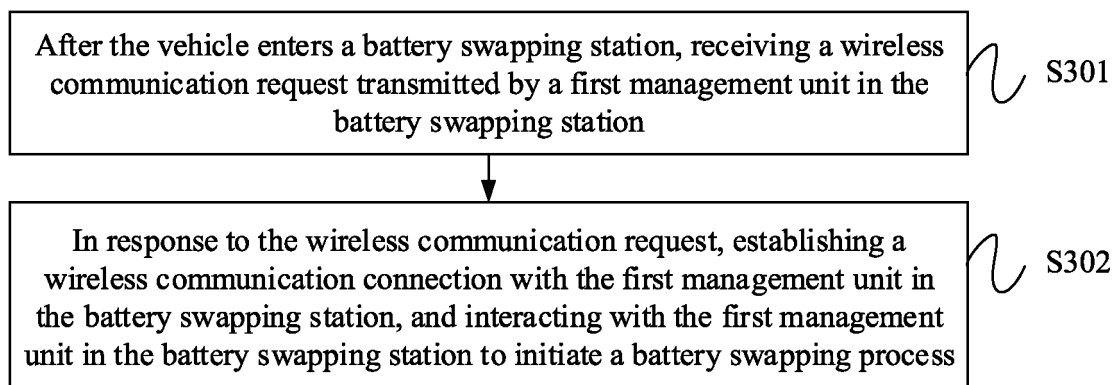 After the vehicle enters a battery swapping station, receiving a wireless
communication request transmitted by a first management unit in the
battery swapping station
S301
In response to the wireless communication request, establishing a
wireless communication connection with the first management unit in
the battery swapping station, and interacting with the first management
unit in the battery swapping station to initiate a battery swapping process
S302